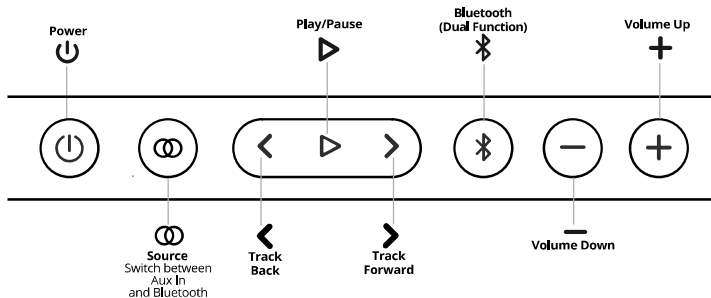 Power
Play/Pause
Bluetooth
(Dual Function)
Volume Up
Source
Switch between
Aux In
and Bluetooth
Track
Back
Track
Forward
Volume Down